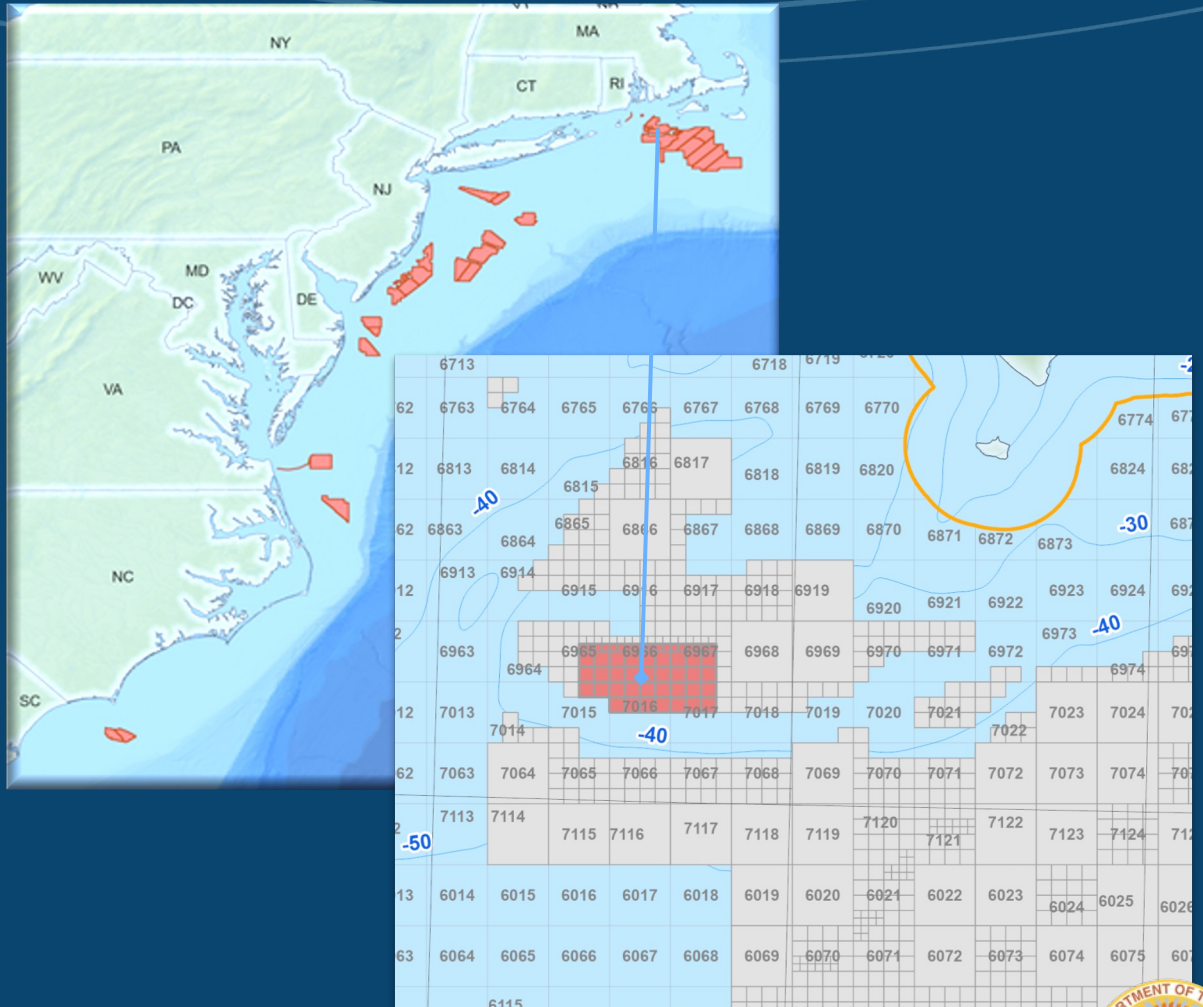 NY
MA
CT
RI
PA
NJ
WV
MD
DC
DE
VA
NC
SC
6713 6718 6719
62 6763 6764 6765 6766 6767 6768 6769 6770 6774
12 6813 6814 6815 6816 6817 6818 6819 6820 6824
-40
62 6863 6864 6865 6866 6867 6868 6869 6870 6871 6872 6873 -30
12 6913 6914 6915 6916 6917 6918 6919 6920 6921 6922 6923 6924
-40
2 6963 6964 6965 6966 6967 6968 6969 6970 6971 6972 6973 6974
12 7013 7014 7015 7016 7017 7018 7019 7020 7021 7022 7023 7024
-40
62 7063 7064 7065 7066 7067 7068 7069 7070 7071 7072 7073 7074
2 7113 7114 7115 7116 7117 7118 7119 7120 7121 7122 7123 7124
-50
13 6014 6015 6016 6017 6018 6019 6020 6021 6022 6023 6024 6025 6026
63 6064 6065 6066 6067 6068 6069 6070 6071 6072 6073 6074 6075
6115